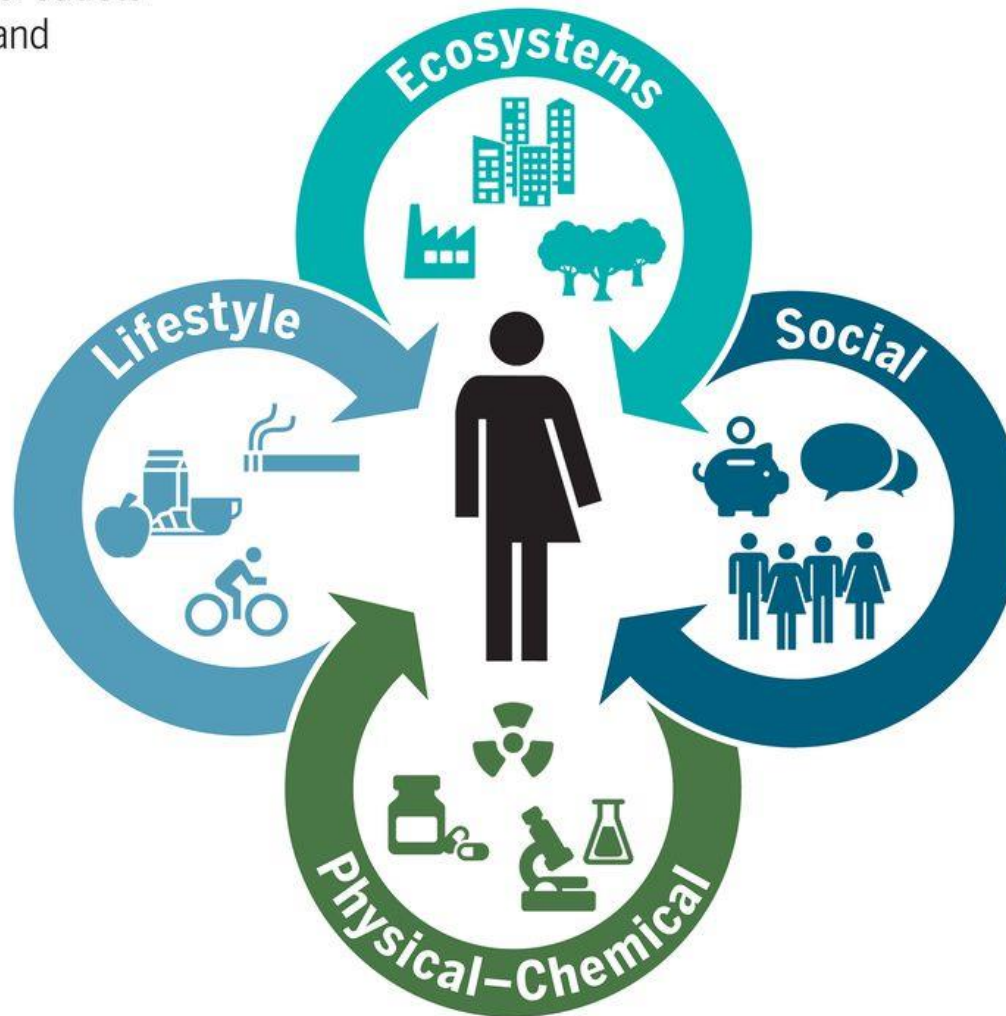 and
Ecosystems
Lifestyle
Social
Physical–Chemical